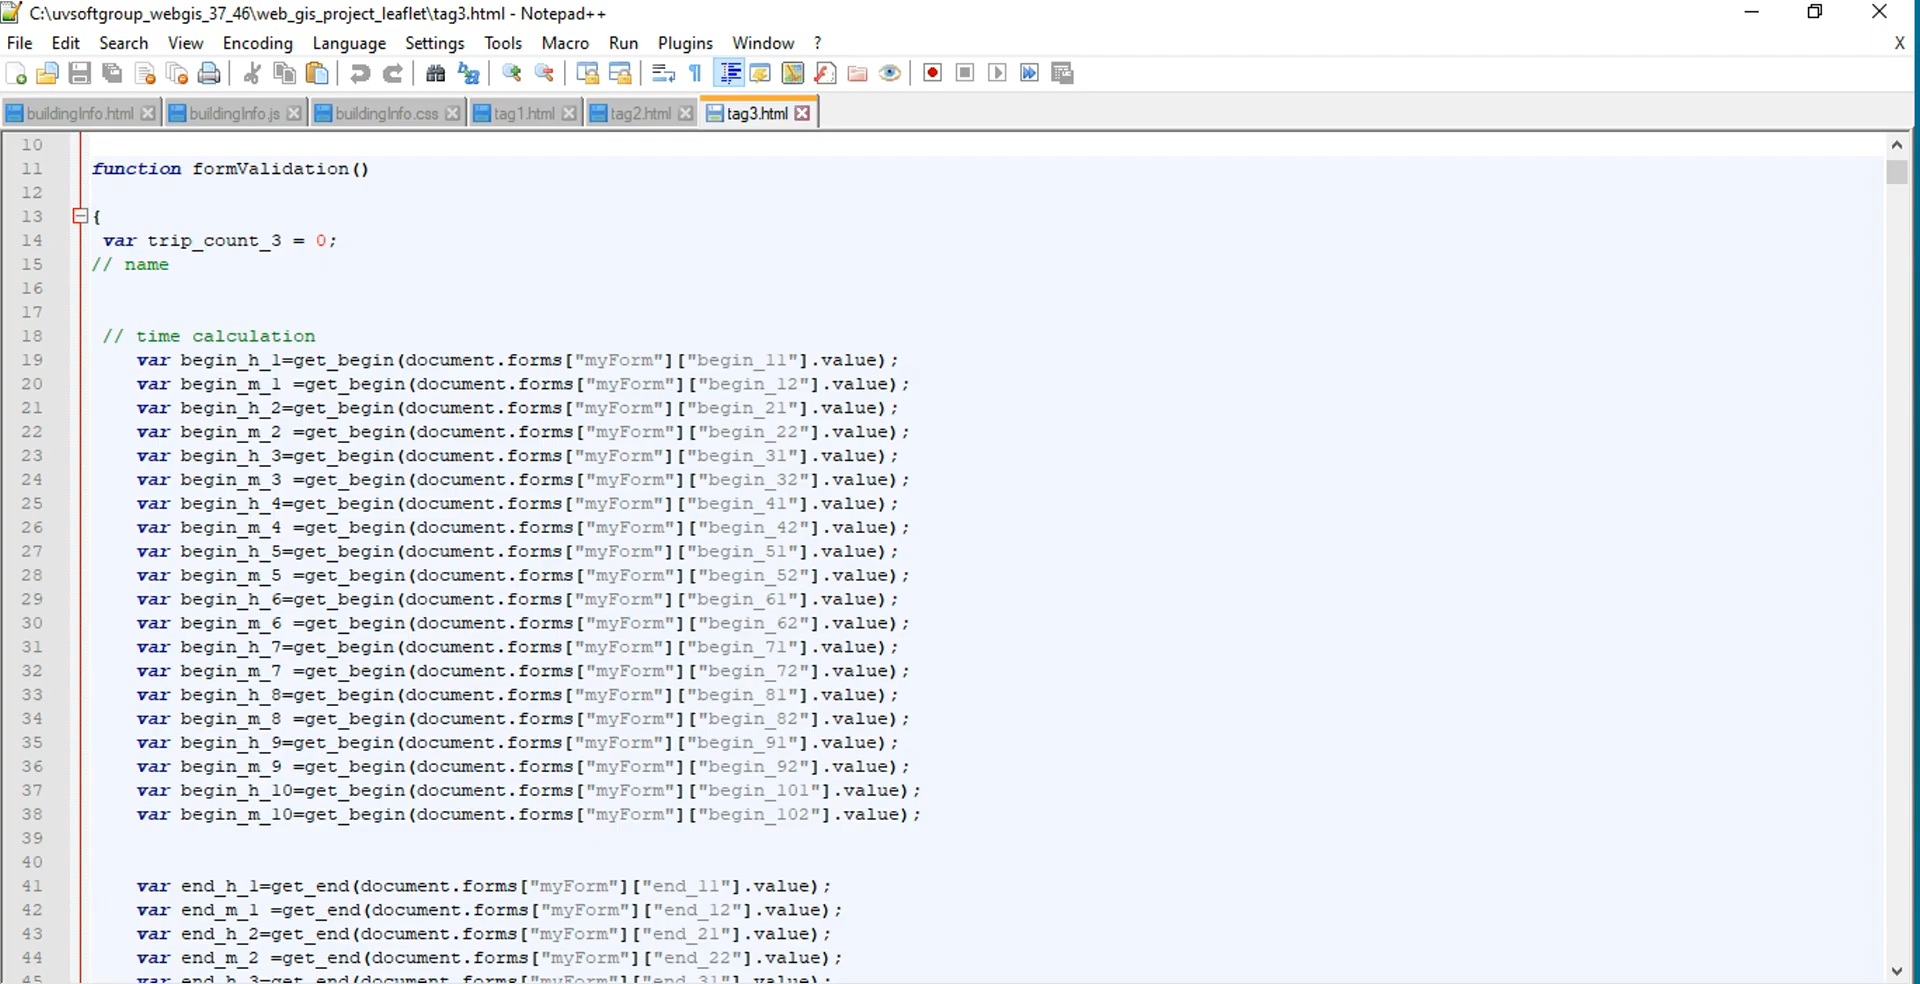 C:\uvsoftgroup_webgis_37_46\web_gis_project_leaflet\tag3.html - Notepad++
File Edit Search View Encoding Language Settings Tools Macro Run Plugins Window ? X
buildingInfo.html buildingInfo.js buildingInfo.css tag1.html tag2.html tag3.html
10
11 function formValidation()
12
13 {
14 var trip_count_3 = 0;
15 // name
16
17
18 // time calculation
19 var begin_h_1=get_begin(document.forms["myForm"]["begin_11"].value);
20 var begin_m_1 =get_begin(document.forms["myForm"]["begin_12"].value);
21 var begin_h_2=get_begin(document.forms["myForm"]["begin_21"].value);
22 var begin_m_2 =get_begin(document.forms["myForm"]["begin_22"].value);
23 var begin_h_3=get_begin(document.forms["myForm"]["begin_31"].value);
24 var begin_m_3 =get_begin(document.forms["myForm"]["begin_32"].value);
25 var begin_h_4=get_begin(document.forms["myForm"]["begin_41"].value);
26 var begin_m_4 =get_begin(document.forms["myForm"]["begin_42"].value);
27 var begin_h_5=get_begin(document.forms["myForm"]["begin_51"].value);
28 var begin_m_5 =get_begin(document.forms["myForm"]["begin_52"].value);
29 var begin_h_6=get_begin(document.forms["myForm"]["begin_61"].value);
30 var begin_m_6 =get_begin(document.forms["myForm"]["begin_62"].value);
31 var begin_h_7=get_begin(document.forms["myForm"]["begin_71"].value);
32 var begin_m_7 =get_begin(document.forms["myForm"]["begin_72"].value);
33 var begin_h_8=get_begin(document.forms["myForm"]["begin_81"].value);
34 var begin_m_8 =get_begin(document.forms["myForm"]["begin_82"].value);
35 var begin_h_9=get_begin(document.forms["myForm"]["begin_91"].value);
36 var begin_m_9 =get_begin(document.forms["myForm"]["begin_92"].value);
37 var begin_h_10=get_begin(document.forms["myForm"]["begin_101"].value);
38 var begin_m_10=get_begin(document.forms["myForm"]["begin_102"].value);
39
40
41 var end_h_1=get_end(document.forms["myForm"]["end_11"].value);
42 var end_m_1 =get_end(document.forms["myForm"]["end_12"].value);
43 var end_h_2=get_end(document.forms["myForm"]["end_21"].value);
44 var end_m_2 =get_end(document.forms["myForm"]["end_22"].value);
45 var end_h_3=get_end(document.forms["myForm"]["end_31"].value);